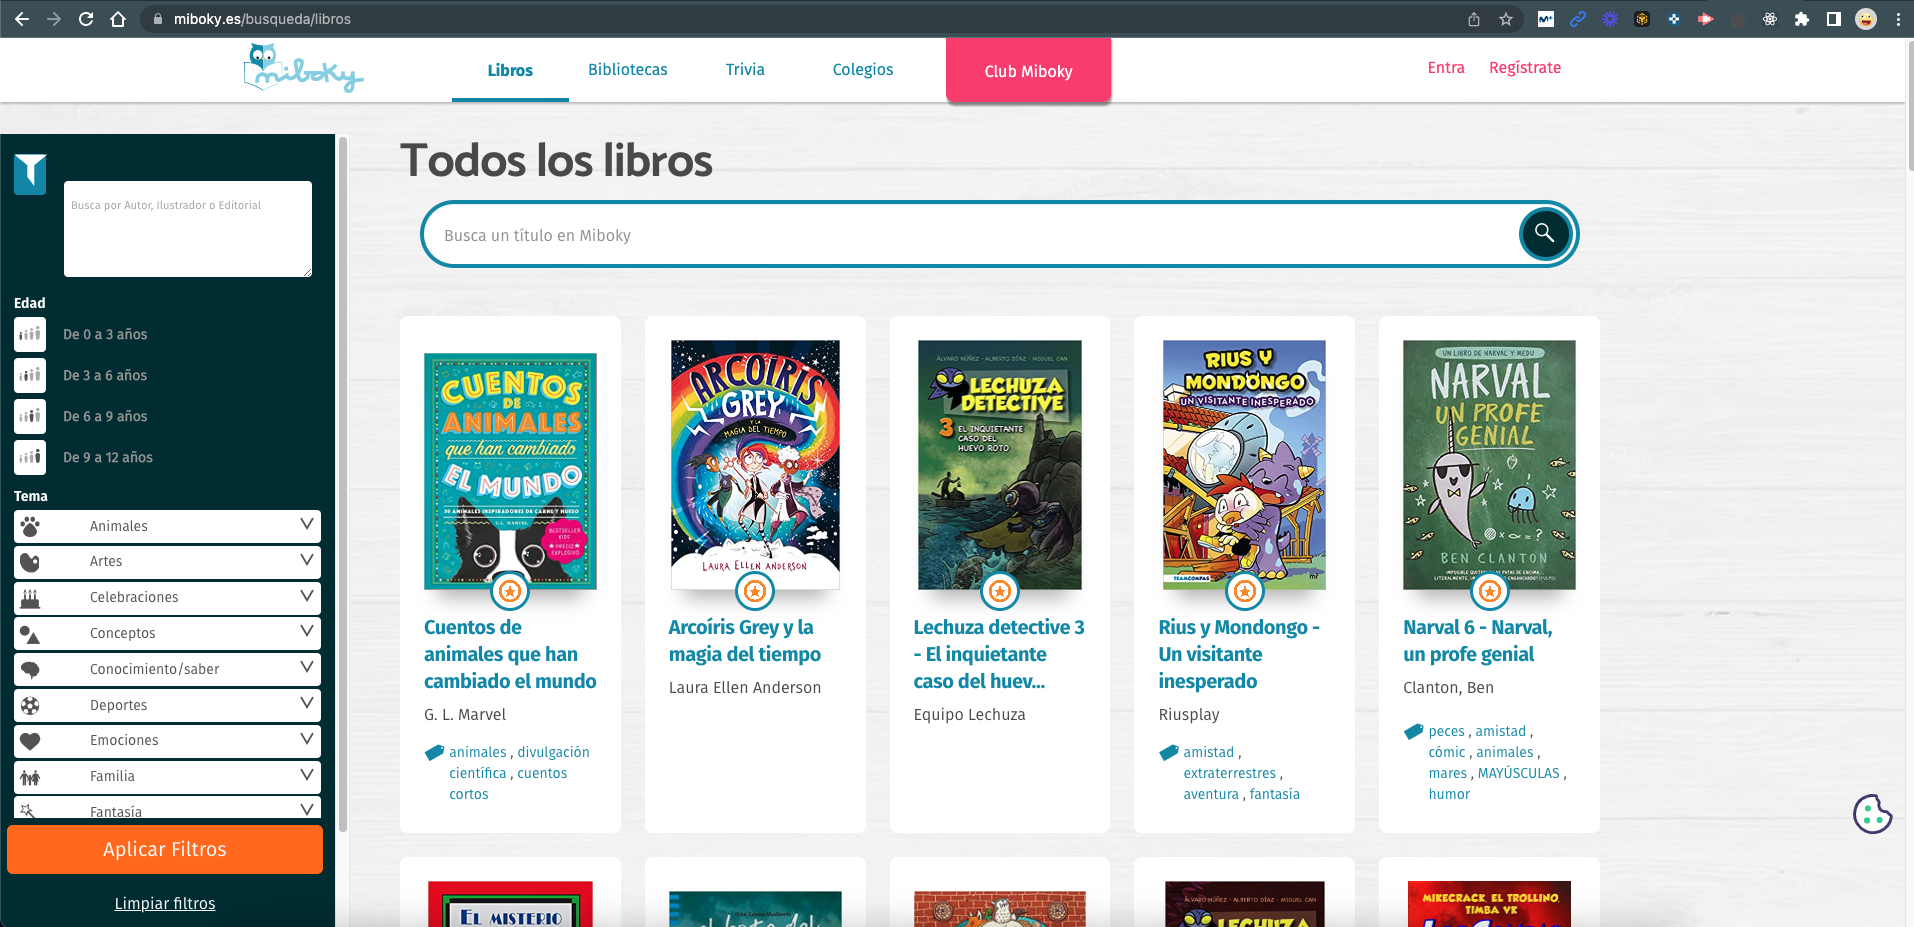 miboky.es/busqueda/libros
miboky
Libros
Bibliotecas
Trivia
Colegios
Club Miboky
Entra
Regístrate
Busca por Autor, Ilustrador o Editorial
Edad
De 0 a 3 años
De 3 a 6 años
De 6 a 9 años
De 9 a 12 años
Tema
Animales
Artes
Celebraciones
Conceptos
Conocimiento/saber
Deportes
Emociones
Familia
Fantasía
Aplicar Filtros
Limpiar filtros
Todos los libros
Busca un título en Miboky
CUENTOS
DE
ANIMALES
que han cambiado
EL MUNDO
30 ANIMALES INSPIRADORES DE CARNE Y HUESO
G.L. MARVEL
BESTSELLER
KIDS
PRECIO
EXPLOSIVO
Cuentos de
animales que han
cambiado el mundo
G. L. Marvel
animales , divulgación
científica , cuentos
cortos
ARCOÍRIS
GREY
Y LA
MAGIA DEL TIEMPO
LAURA ELLEN ANDERSON
Arcoíris Grey y la
magia del tiempo
Laura Ellen Anderson
ÁLVARO NÚÑEZ - ALBERTO DÍAZ - MIGUEL CAN
LECHUZA
DETECTIVE
3 EL INQUIETANTE
CASO DEL
HUEVO ROTO
Lechuza detective 3
- El inquietante
caso del huev...
Equipo Lechuza
RIUS Y
MONDONGO
UN VISITANTE INESPERADO
TEAMCOMPAS
mr
Rius y Mondongo -
Un visitante
inesperado
Riusplay
amistad ,
extraterrestres ,
aventura , fantasía
UN LIBRO DE NARVAL Y MEDU
NARVAL
UN PROFE
GENIAL
BEN CLANTON
Narval 6 - Narval,
un profe genial
Clanton, Ben
peces , amistad ,
cómic , animales ,
mares , MAYÚSCULAS ,
humor
EL MISTERIO
ÁLVARO NÚÑEZ - ALBERTO DÍAZ - MIGUEL CAN
LECHUZA
MIKECRACK, EL TROLLINO,
TIMBA VK